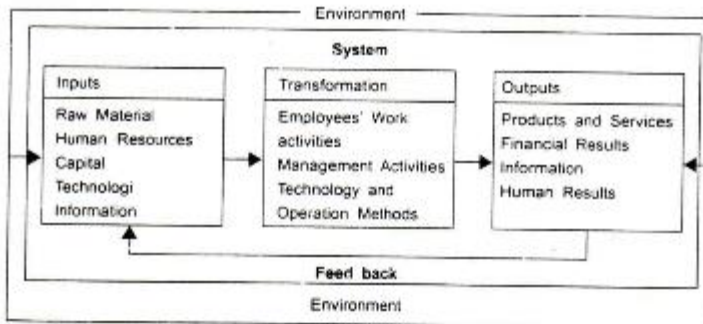 Environment
System
Inputs
Raw Material
Human Resources
Capital
Technologi
Information
Transformation
Employees' Work
activities
Management Activities
Technology and
Operation Methods
Outputs
Products and Services
Financial Results
Information
Human Results
Feed back
Environment